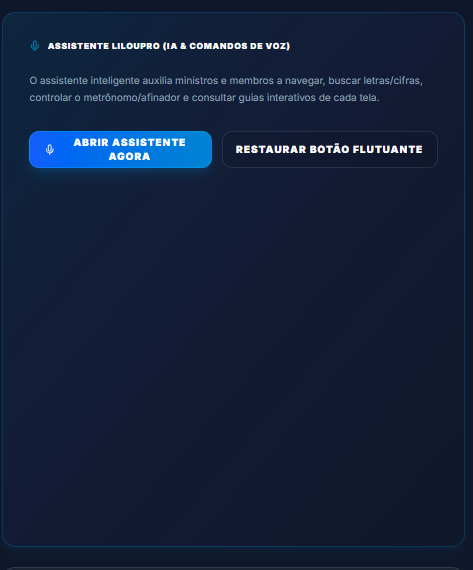 ASSISTENTE LILOUPRO (IA & COMANDOS DE VOZ)
O assistente inteligente auxilia ministros e membros a navegar, buscar letras/cifras,
controlar o metrônomo/afinador e consultar guias interativos de cada tela.
ABRIR ASSISTENTE
AGORA
RESTAURAR BOTÃO FLUTUANTE